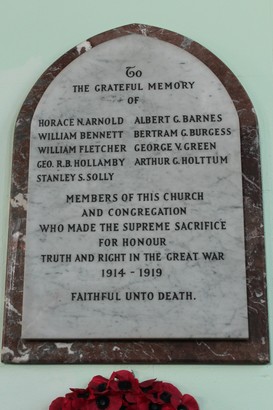 To
THE GRATEFUL MEMORY
OF
HORACE N. ARNOLD ALBERT G. BARNES
WILLIAM BENNETT BERTRAM G. BURGESS
WILLIAM FLETCHER GEORGE V. GREEN
GEO. R.B. HOLLAMBY ARTHUR G. HOLTTUM
STANLEY S. SOLLY
MEMBERS OF THIS CHURCH
AND CONGREGATION
WHO MADE THE SUPREME SACRIFICE
FOR HONOUR
TRUTH AND RIGHT IN THE GREAT WAR
1914 - 1919
FAITHFUL UNTO DEATH.